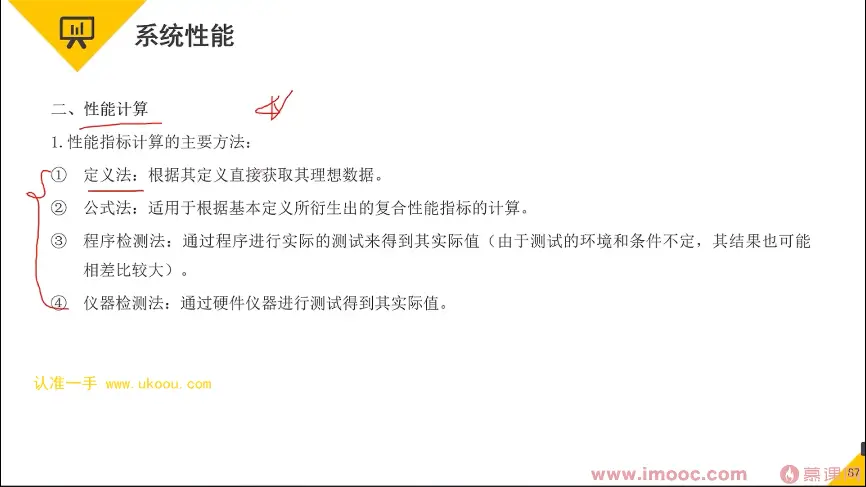 系统性能
二、性能计算
1.性能指标计算的主要方法：
① 定义法：根据其定义直接获取其理想数据。
② 公式法：适用于根据基本定义所衍生出的复合性能指标的计算。
③ 程序检测法：通过程序进行实际的测试来得到其实际值（由于测试的环境和条件不定，其结果也可能
相差比较大）。
④ 仪器检测法：通过硬件仪器进行测试得到其实际值。
认准一手 www.ukoou.com
www.imooc.com 慕课